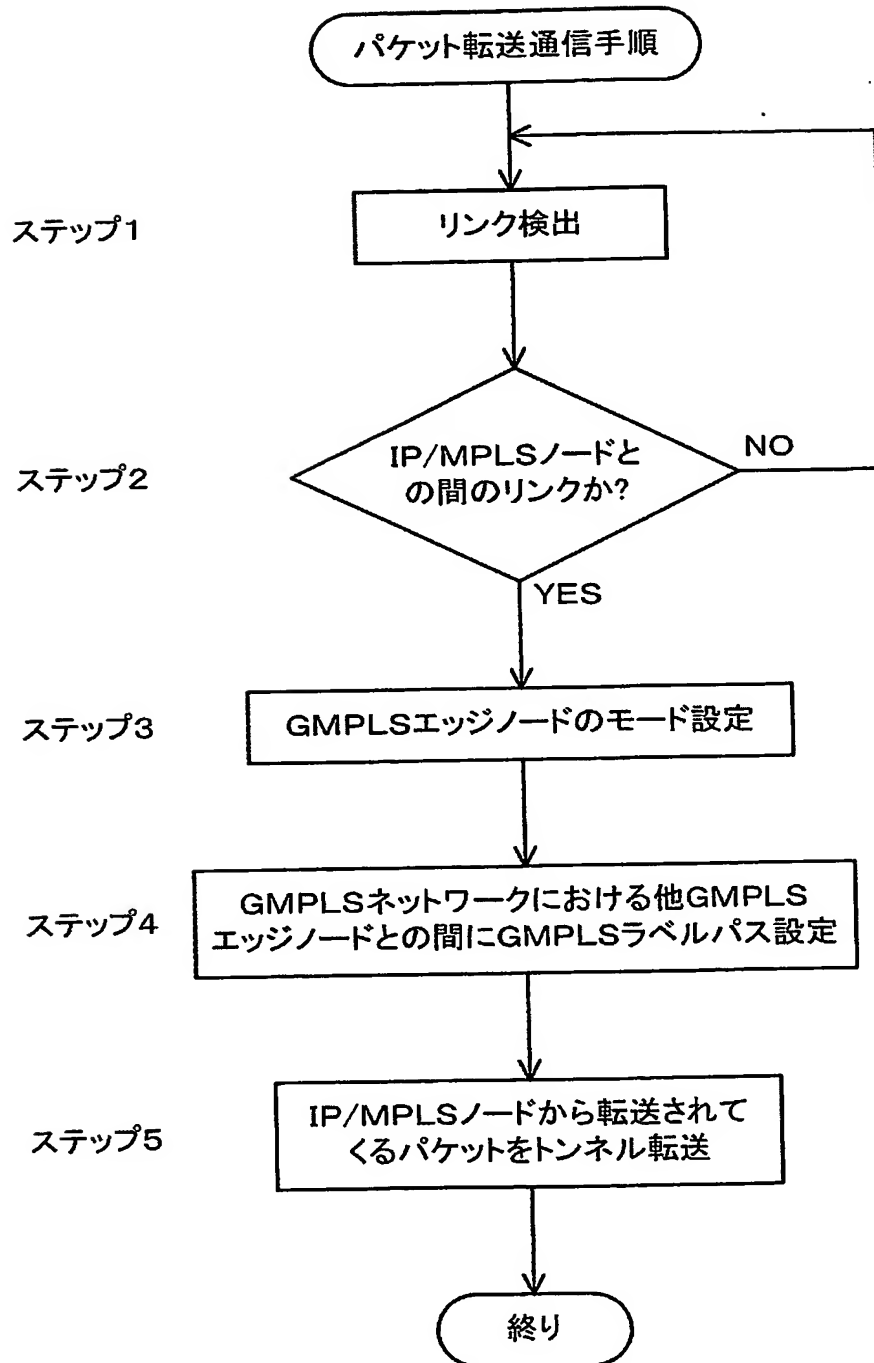 パケット転送通信手順
ステップ1
リンク検出
ステップ2
IP/MPLSノードと
の間のリンクか?
NO
YES
ステップ3
GMPLSエッジノードのモード設定
ステップ4
GMPLSネットワークにおける他GMPLS
エッジノードとの間にGMPLSラベルパス設定
ステップ5
IP/MPLSノードから転送されて
くるパケットをトンネル転送
終り